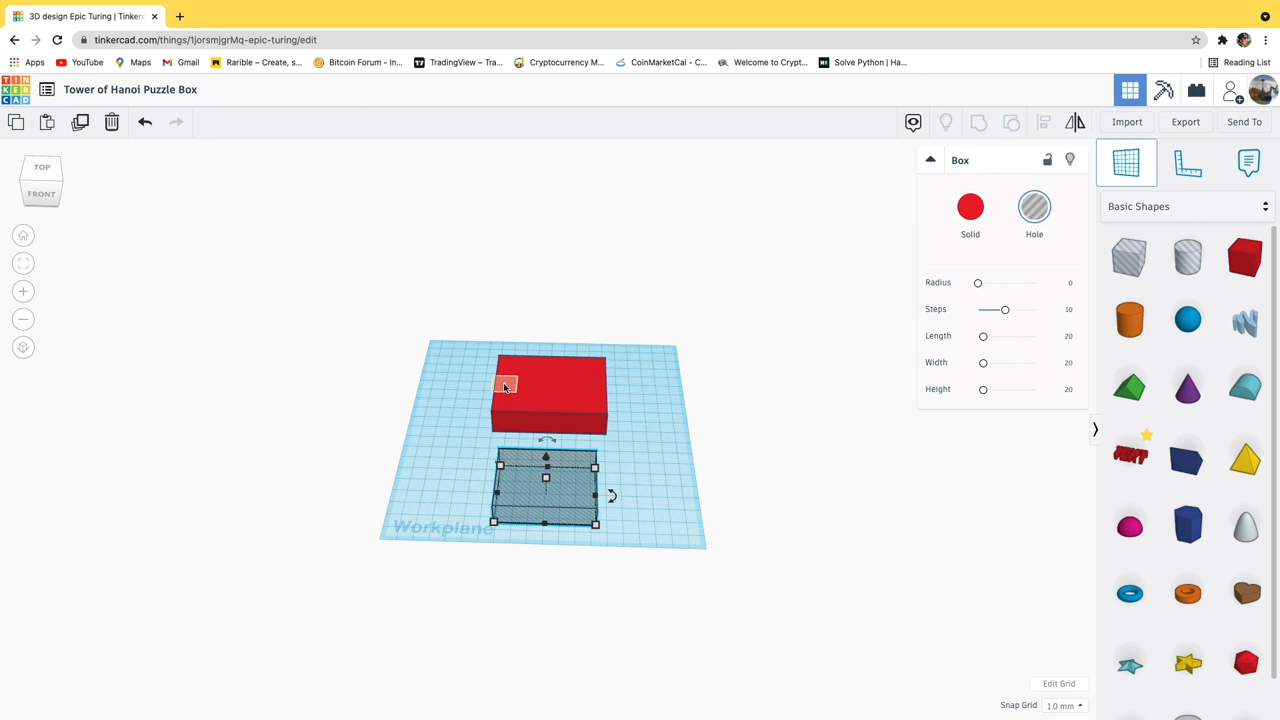 3D design Epic Turing | Tinkerc
tinkercad.com/things/1jorsmjgrMq-epic-turing/edit
Apps YouTube Maps Gmail Rarible – Create, s... Bitcoin Forum - In... TradingView – Tra... Cryptocurrency M... CoinMarketCal - C... Welcome to Crypt... Solve Python | Ha... Reading List
TIN
KER
CAD
Tower of Hanoi Puzzle Box
Import Export Send To
TOP
FRONT
Box
Solid Hole
Radius 0
Steps 10
Length 20
Width 20
Height 20
Basic Shapes
Workplane
Edit Grid
Snap Grid 1.0 mm